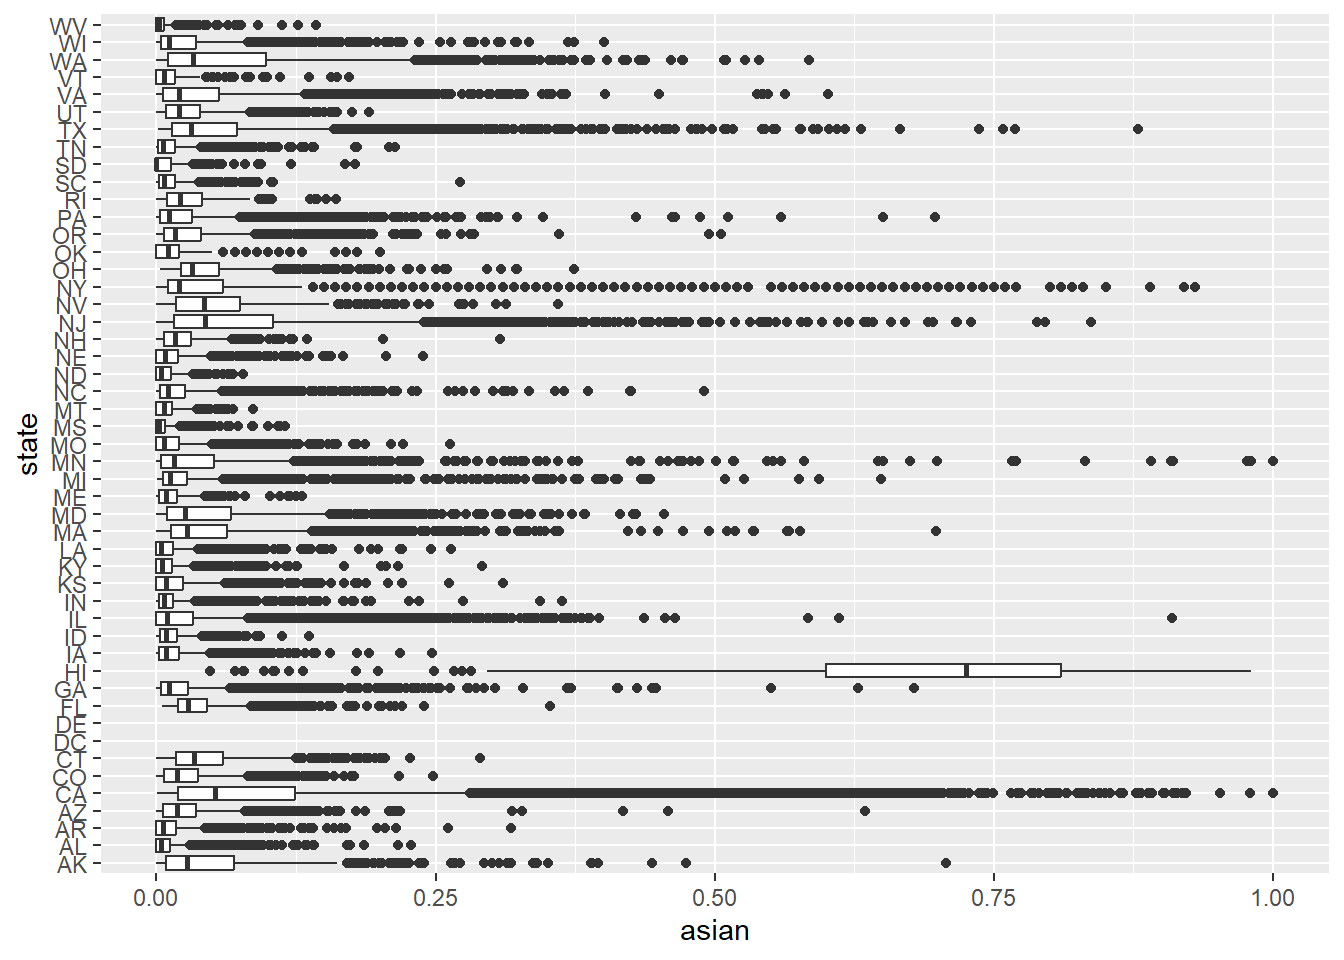 WV
WI
WA
VT
VA
UT
TX
TN
SD
SC
RI
PA
OR
OK
OH
NY
NV
NJ
NH
NE
ND
NC
MT
MS
MO
MN
MI
ME
MD
MA
LA
KY
KS
IN
IL
ID
IA
HI
GA
FL
DE
DC
CT
CO
CA
AZ
AR
AL
AK
state
0.00 0.25 0.50 0.75 1.00
asian